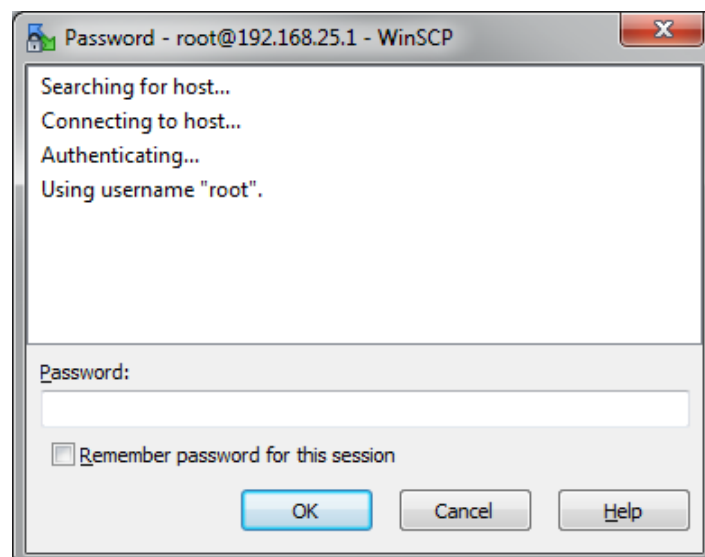 Password - root@192.168.25.1 - WinSCP
Searching for host...
Connecting to host...
Authenticating...
Using username "root".
Password:
Remember password for this session
OK Cancel Help